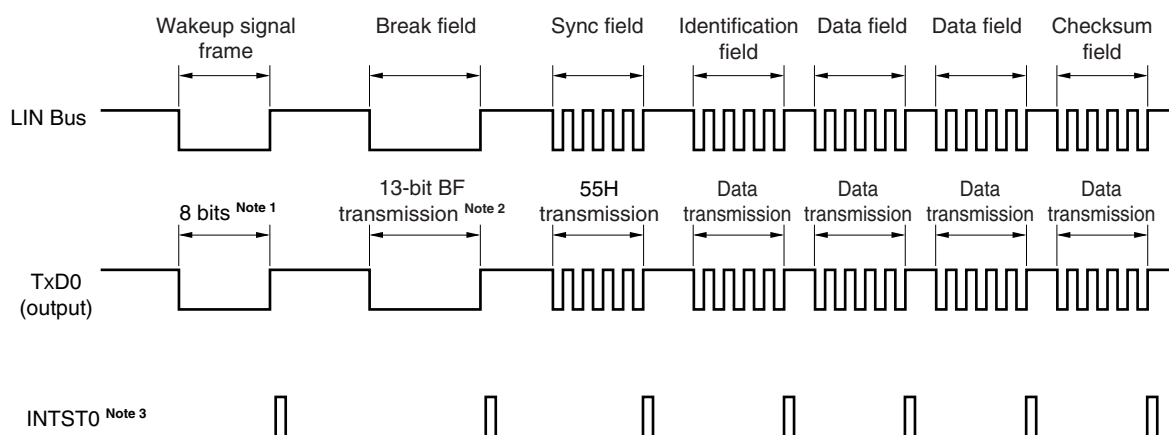 Wakeup signal frame
Break field
Sync field
Identification field
Data field
Data field
Checksum field
LIN Bus
8 bits Note 1
13-bit BF transmission Note 2
55H transmission
Data transmission
Data transmission
Data transmission
Data transmission
TxD0 (output)
INTST0 Note 3